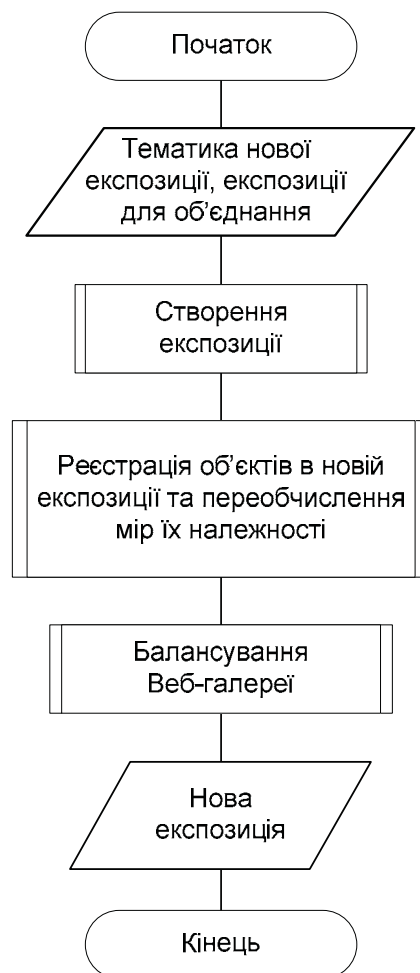 Початок
Тематика нової
експозиції, експозиції
для об’єднання
Створення
експозиції
Реєстрація об’єктів в новій
експозиції та переобчислення
мір їх належності
Балансування
Веб-галереї
Нова
експозиція
Кінець